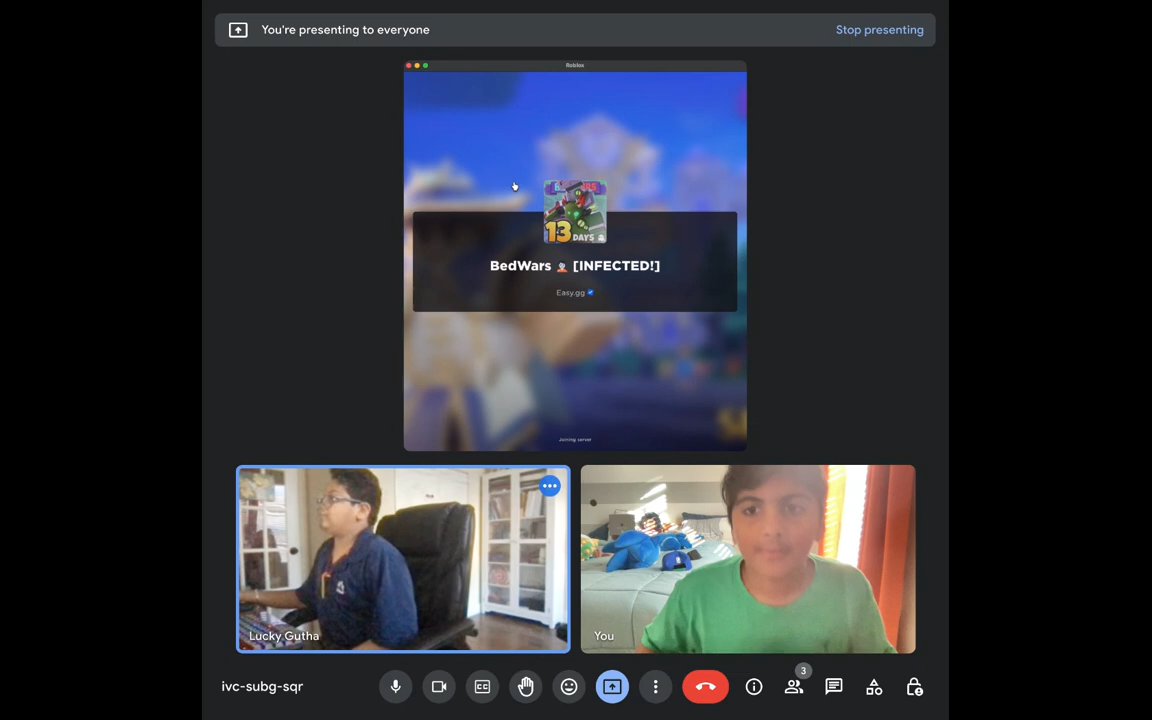 You're presenting to everyone
Stop presenting
Roblox
13
DAYS
BedWars [INFECTED!]
Easy.gg
Joining server
Lucky Gutha
You
ivc-subg-sqr
CC
3